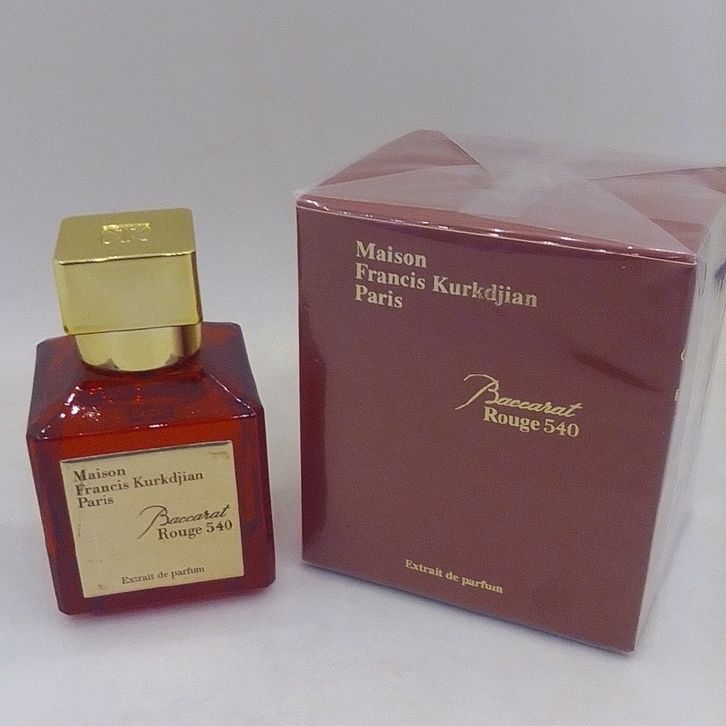 Maison
Francis Kurkdjian
Paris
Baccarat
Rouge 540
Extrait de parfum
Maison
Francis Kurkdjian
Paris
Baccarat
Rouge 540
Extrait de parfum